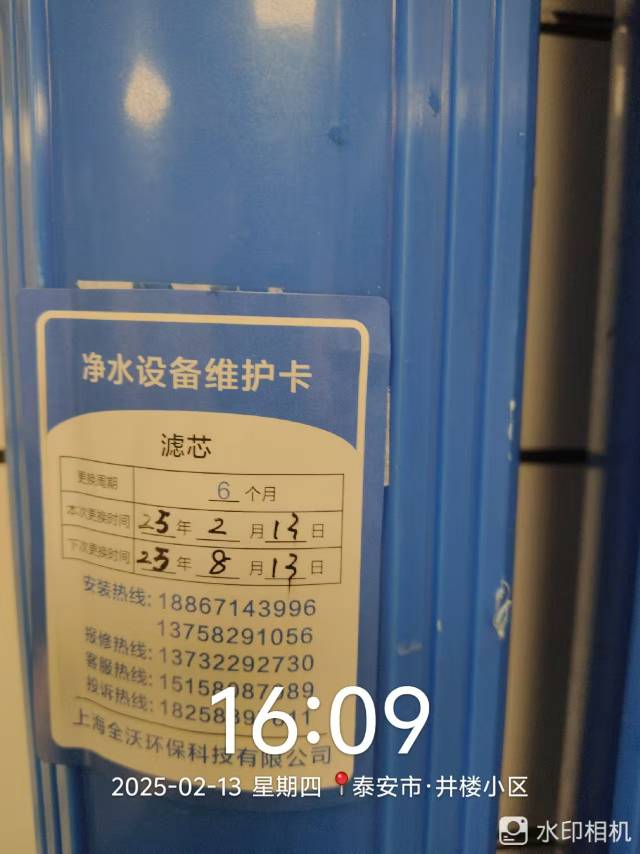 净水设备维护卡
滤芯
更换周期 6 个月
本次更换时间 25 年 2 月 13 日
下次更换时间 25 年 8 月 13 日
安装热线: 18867143996
13758291056
报修热线: 13732292730
客服热线:
投诉热线:
上海全沃环保科技有限公司
16:09
2025-02-13 星期四 泰安市·井楼小区
水印相机